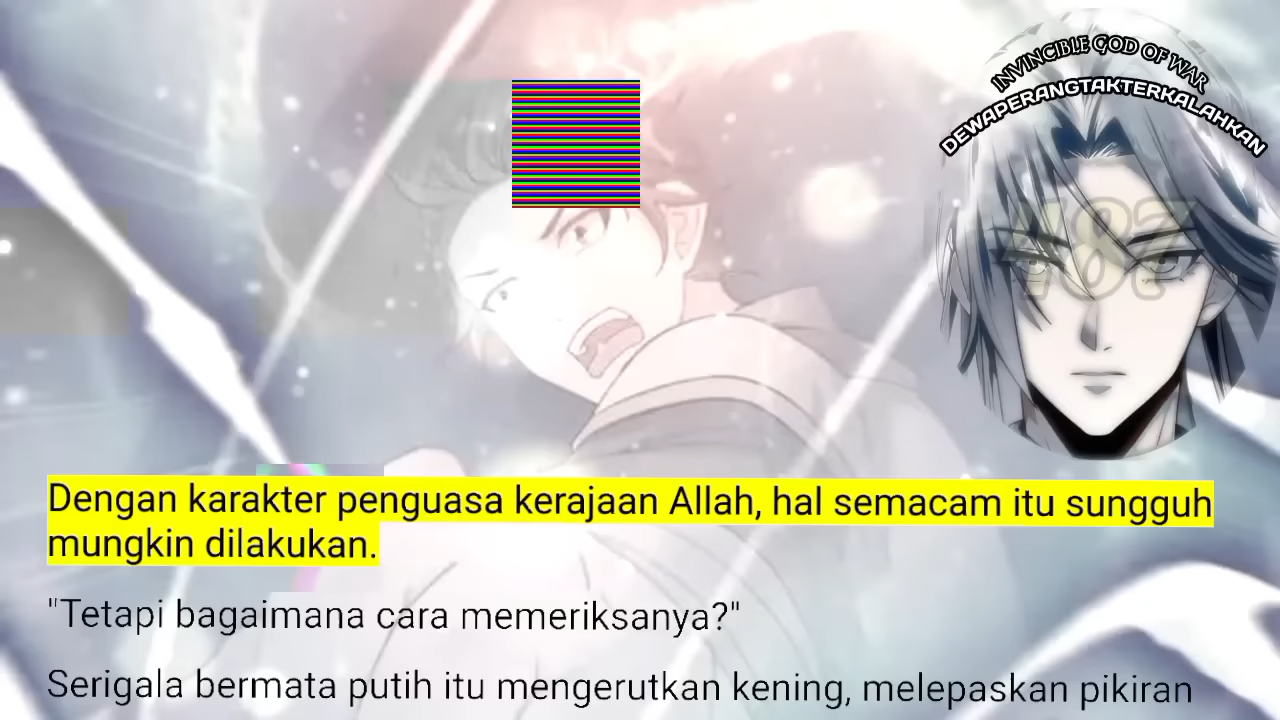 INVINCIBLE GOD OF WAR
DEWAPERANGTAKTERKALAHKAN
487
Dengan karakter penguasa kerajaan Allah, hal semacam itu sungguh
mungkin dilakukan.
"Tetapi bagaimana cara memeriksanya?"
Serigala bermata putih itu mengerutkan kening, melepaskan pikiran